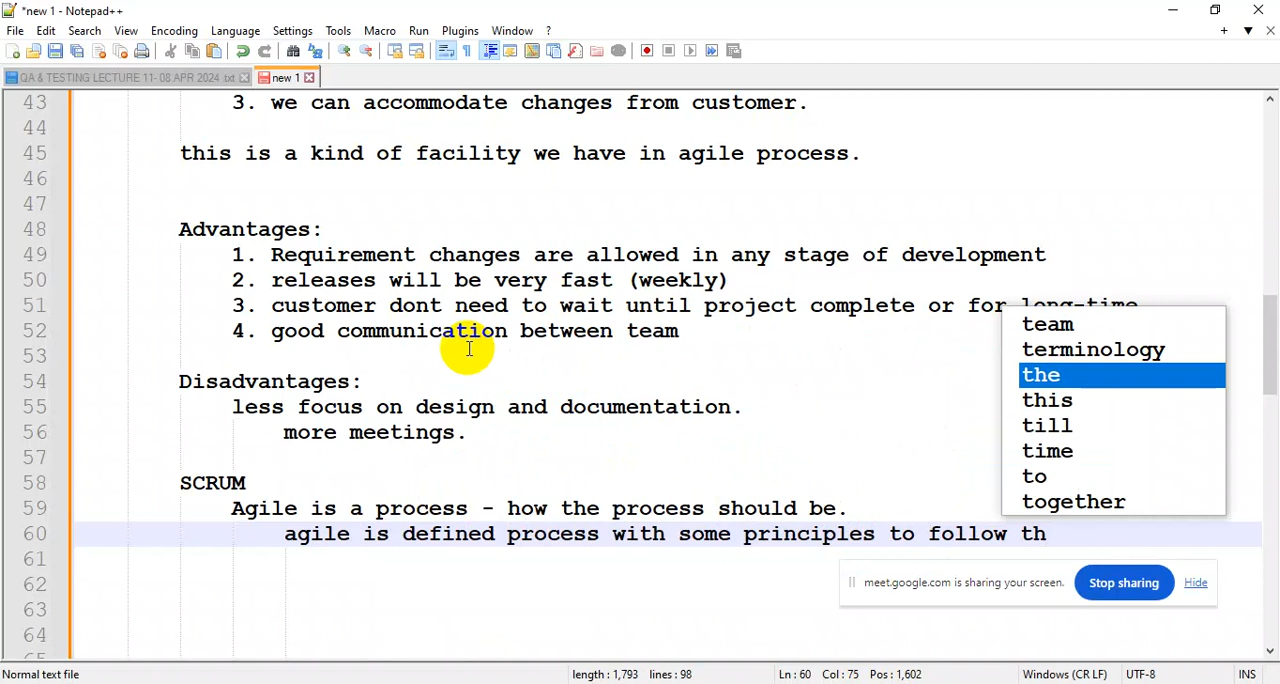 *new 1 - Notepad++
File Edit Search View Encoding Language Settings Tools Macro Run Plugins Window ?
QA & TESTING LECTURE 11- 08 APR 2024 .txt new 1
43 3. we can accommodate changes from customer.
44
45 this is a kind of facility we have in agile process.
46
47
48 Advantages:
49 1. Requirement changes are allowed in any stage of development
50 2. releases will be very fast (weekly)
51 3. customer dont need to wait until project complete or for long-time
52 4. good communication between team
53
54 Disadvantages:
55 less focus on design and documentation.
56 more meetings.
57
58 SCRUM
59 Agile is a process - how the process should be.
60 agile is defined process with some principles to follow th
61
62
63
64
65
team
terminology
the
this
till
time
to
together
meet.google.com is sharing your screen. Stop sharing Hide
Normal text file length : 1,793 lines : 98 Ln : 60 Col : 75 Pos : 1,602 Windows (CR LF) UTF-8 INS